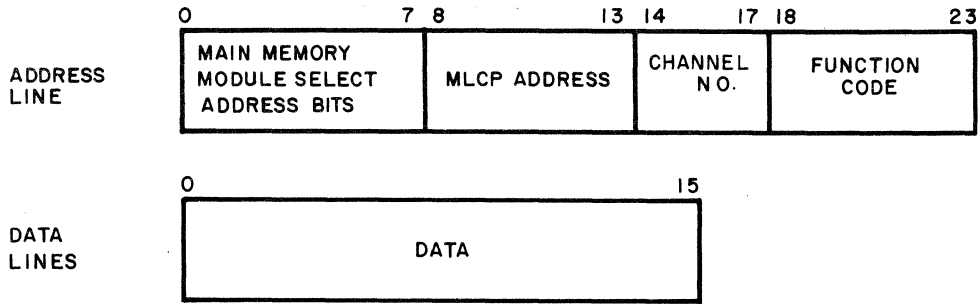 0 7 8 13 14 17 18 23
ADDRESS LINE
MAIN MEMORY
MODULE SELECT
ADDRESS BITS
MLCP ADDRESS
CHANNEL
NO.
FUNCTION
CODE
0 15
DATA
LINES
DATA